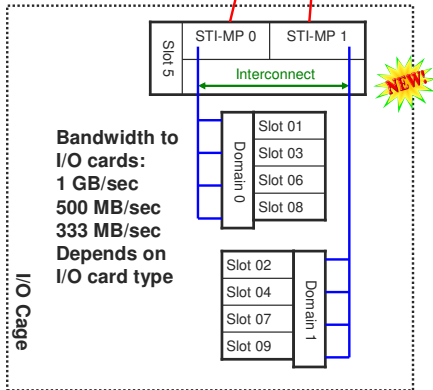 Slot 5
STI-MP 0
STI-MP 1
Interconnect
NEW!
Bandwidth to
I/O cards:
1 GB/sec
500 MB/sec
333 MB/sec
Depends on
I/O card type
Domain 0
Slot 01
Slot 03
Slot 06
Slot 08
Slot 02
Slot 04
Slot 07
Slot 09
Domain 1
I/O Cage